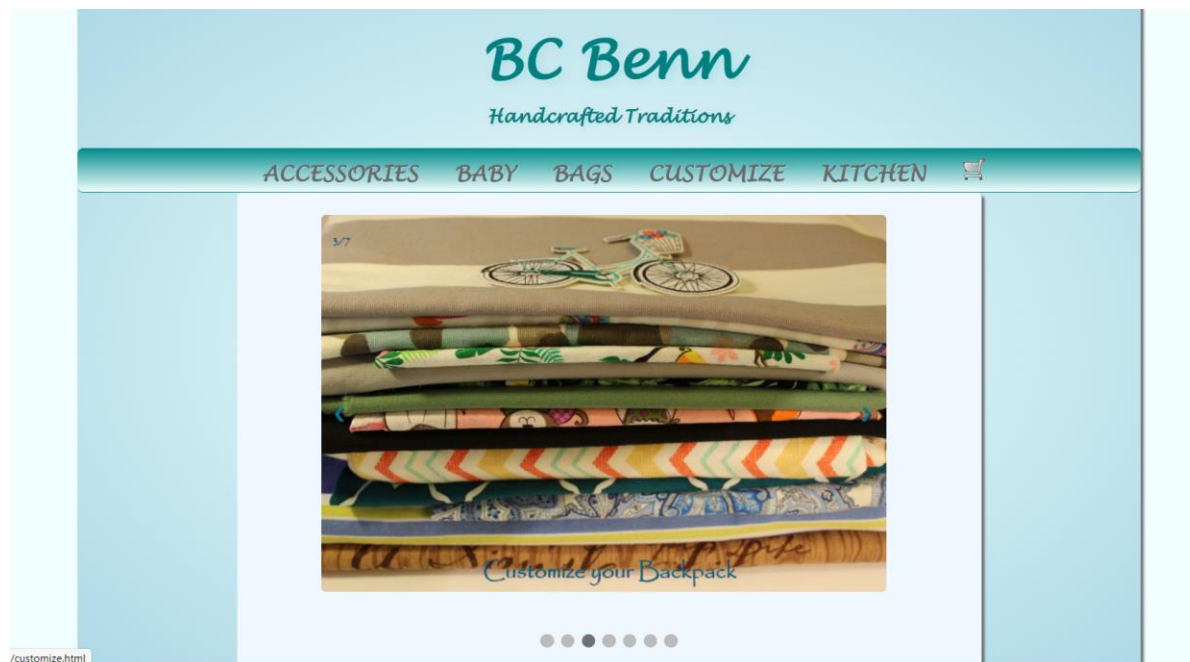 BC Benn
Handcrafted Traditions
ACCESSORIES BABY BAGS CUSTOMIZE KITCHEN
3/7
Customize your Backpack
/customize.html